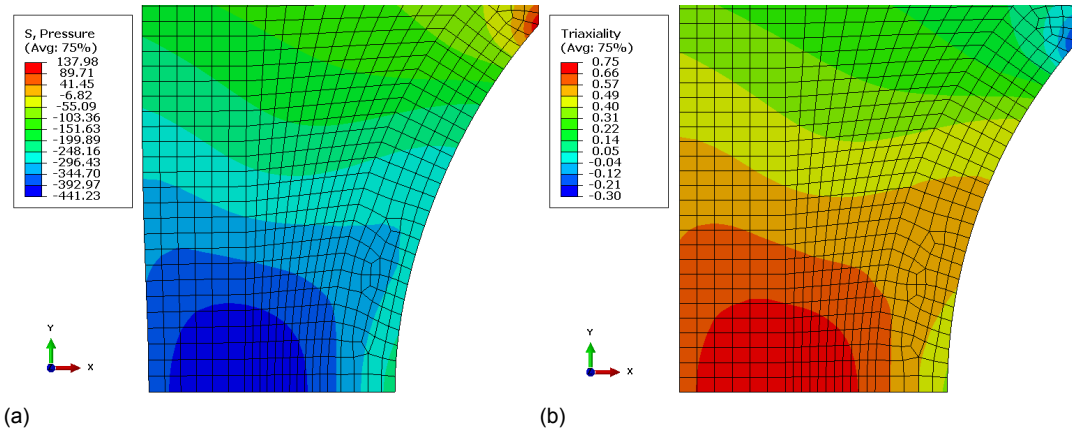 S, Pressure
(Avg: 75%)
137.98
89.71
41.45
-6.82
-55.09
-103.36
-151.63
-199.89
-248.16
-296.43
-344.70
-392.97
-441.23
Y
X
(a)
Triaxiality
(Avg: 75%)
0.75
0.66
0.57
0.49
0.40
0.31
0.22
0.14
0.05
-0.04
-0.12
-0.21
-0.30
Y
X
(b)